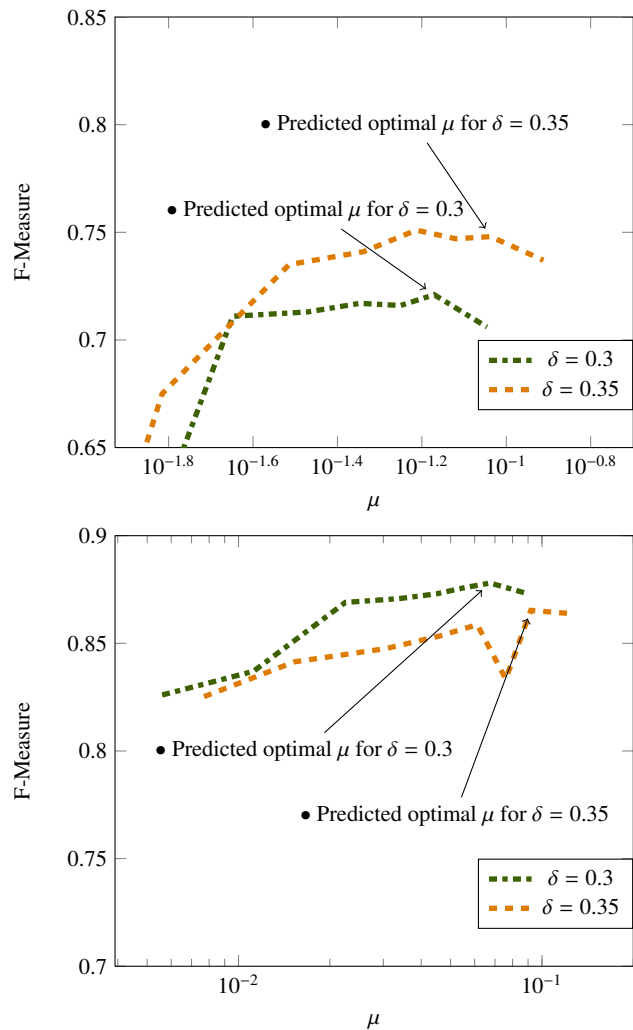 0.85
0.8
0.75
0.7
0.65
F-Measure
• Predicted optimal μ for δ = 0.35
• Predicted optimal μ for δ = 0.3
δ = 0.3
δ = 0.35
10^−1.8 10^−1.6 10^−1.4 10^−1.2 10^−1 10^−0.8
μ
0.9
0.85
0.8
0.75
0.7
F-Measure
• Predicted optimal μ for δ = 0.3
• Predicted optimal μ for δ = 0.35
δ = 0.3
δ = 0.35
10^−2 10^−1
μ